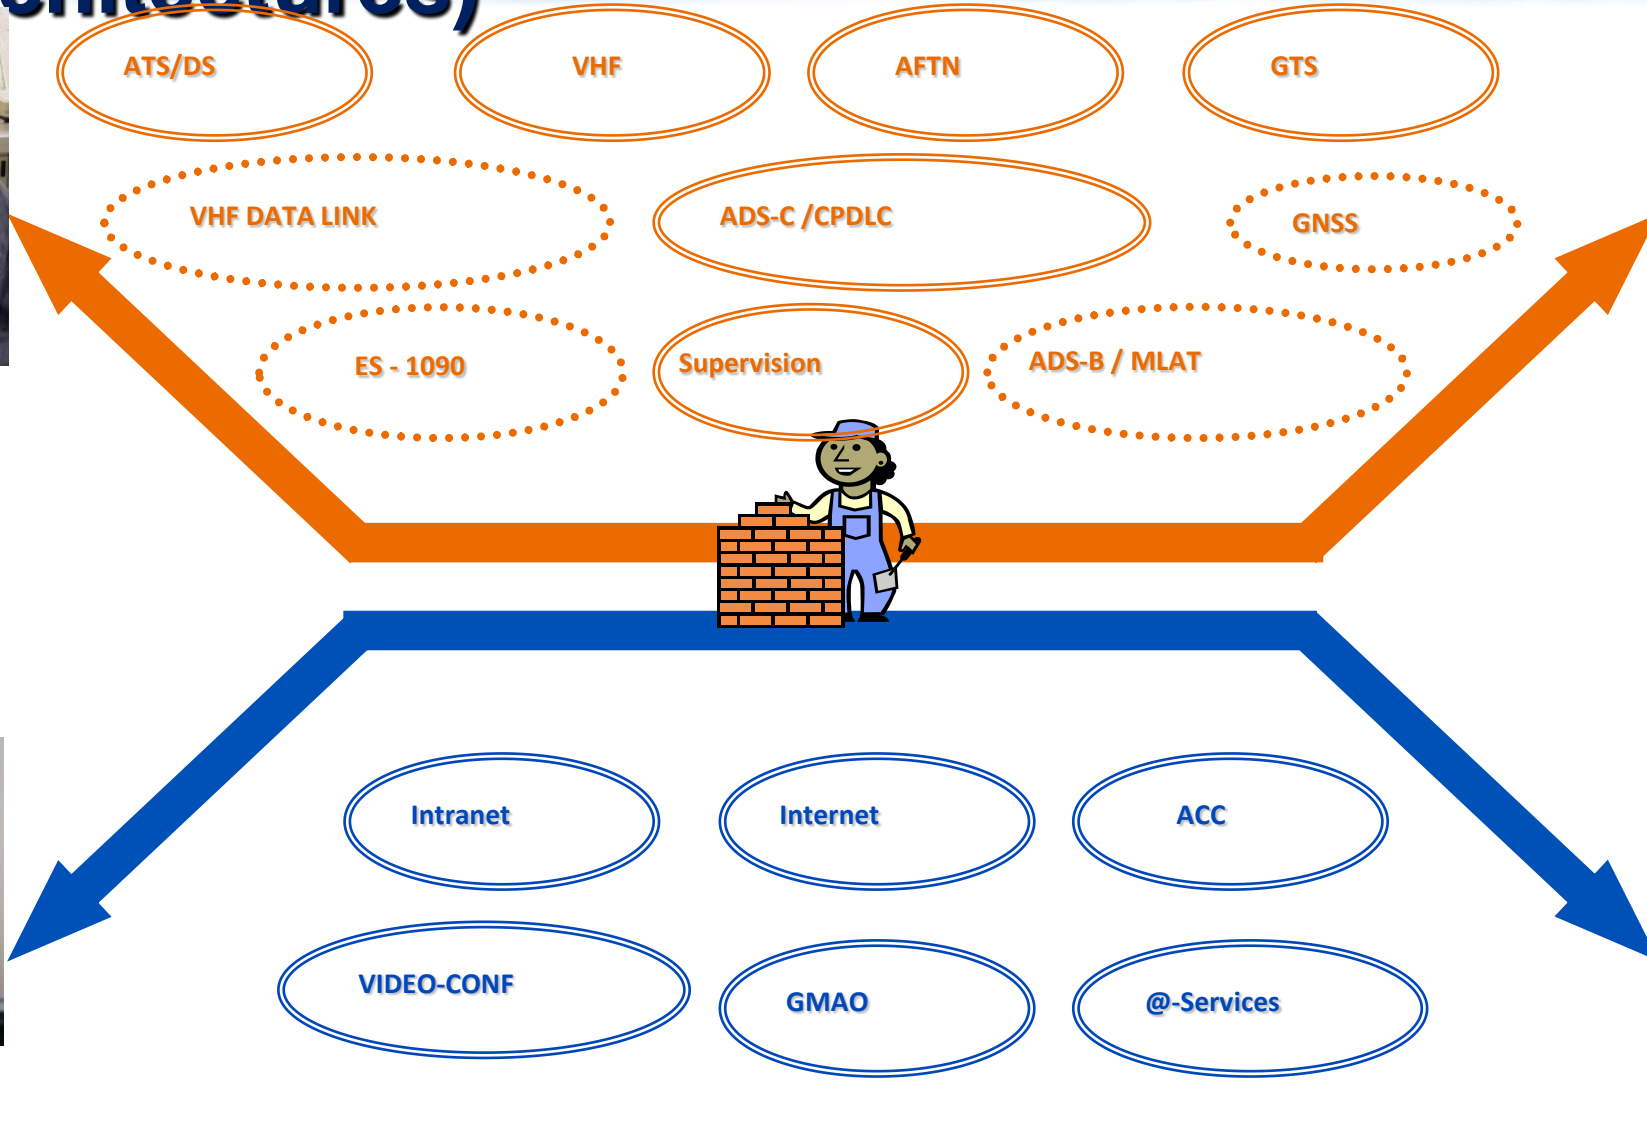 ATS/DS
VHF
AFTN
GTS
VHF DATA LINK
ADS-C /CPDLC
GNSS
ES - 1090
Supervision
ADS-B / MLAT
Intranet
Internet
ACC
VIDEO-CONF
GMAO
@-Services